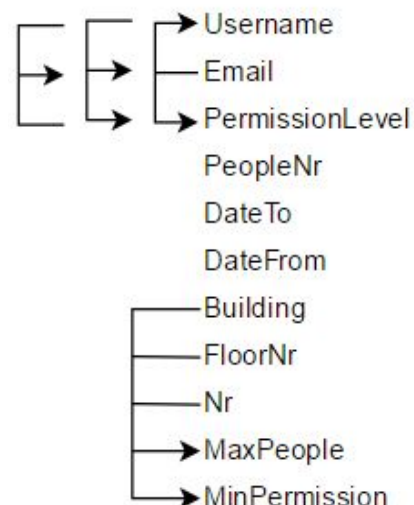 Username
Email
PermissionLevel
PeopleNr
DateTo
DateFrom
Building
FloorNr
Nr
MaxPeople
MinPermission